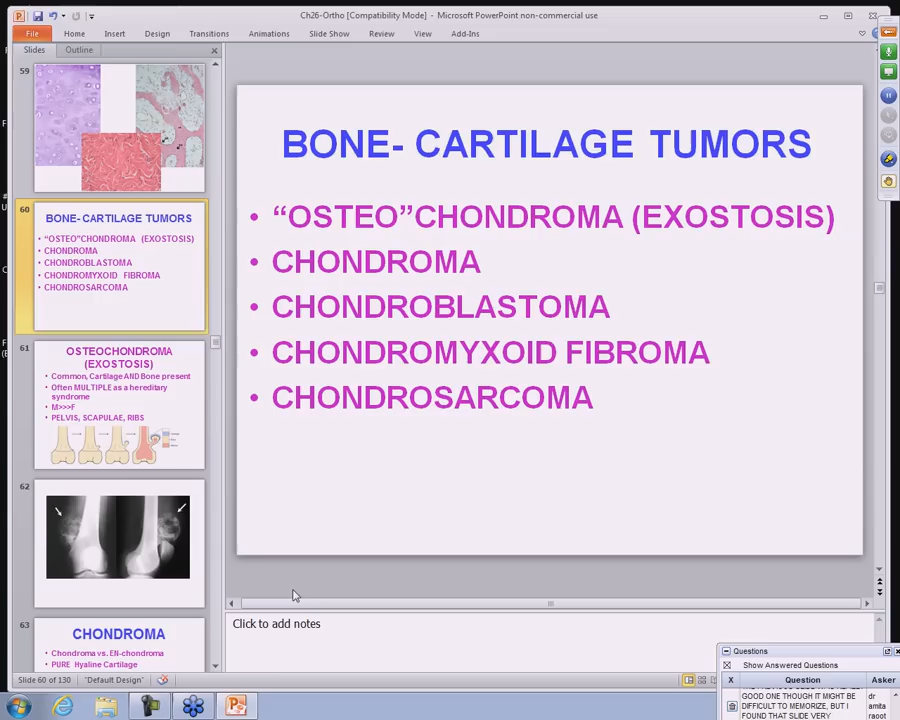 Ch26-Ortho [Compatibility Mode] - Microsoft PowerPoint non-commercial use
File Home Insert Design Transitions Animations Slide Show Review View Add-Ins
Slides Outline
59
60
BONE- CARTILAGE TUMORS
• “OSTEO”CHONDROMA (EXOSTOSIS)
• CHONDROMA
• CHONDROBLASTOMA
• CHONDROMYXOID FIBROMA
• CHONDROSARCOMA
61
OSTEOCHONDROMA
(EXOSTOSIS)
• Common, Cartilage AND Bone present
• Often MULTIPLE as a hereditary
syndrome
• M>>>F
• PELVIS, SCAPULAE, RIBS
62
63
CHONDROMA
• Chondroma vs. EN-chondroma
• PURE Hyaline Cartilage
BONE- CARTILAGE TUMORS
• “OSTEO”CHONDROMA (EXOSTOSIS)
• CHONDROMA
• CHONDROBLASTOMA
• CHONDROMYXOID FIBROMA
• CHONDROSARCOMA
Click to add notes
Slide 60 of 130 "Default Design"
Questions
Show Answered Questions
X Question Asker
GOOD ONE THOUGH IT MIGHT BE dr
DIFFICULT TO MEMORIZE, BUT I amita
FOUND THAT SLIDE VERY raoot